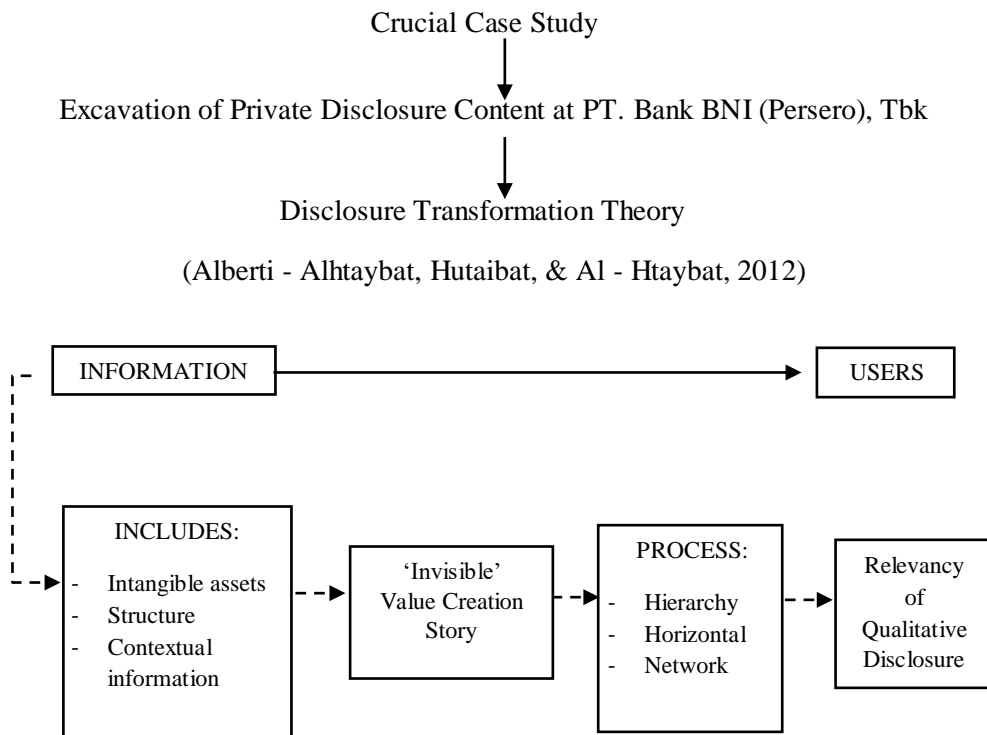 Crucial Case Study
Excavation of Private Disclosure Content at PT. Bank BNI (Persero), Tbk
Disclosure Transformation Theory
(Alberti - Alhtaybat, Hutaibat, & Al - Htaybat, 2012)
INFORMATION
USERS
INCLUDES:
- Intangible assets
- Structure
- Contextual
information
‘Invisible’
Value Creation
Story
PROCESS:
- Hierarchy
- Horizontal
- Network
Relevancy
of
Qualitative
Disclosure